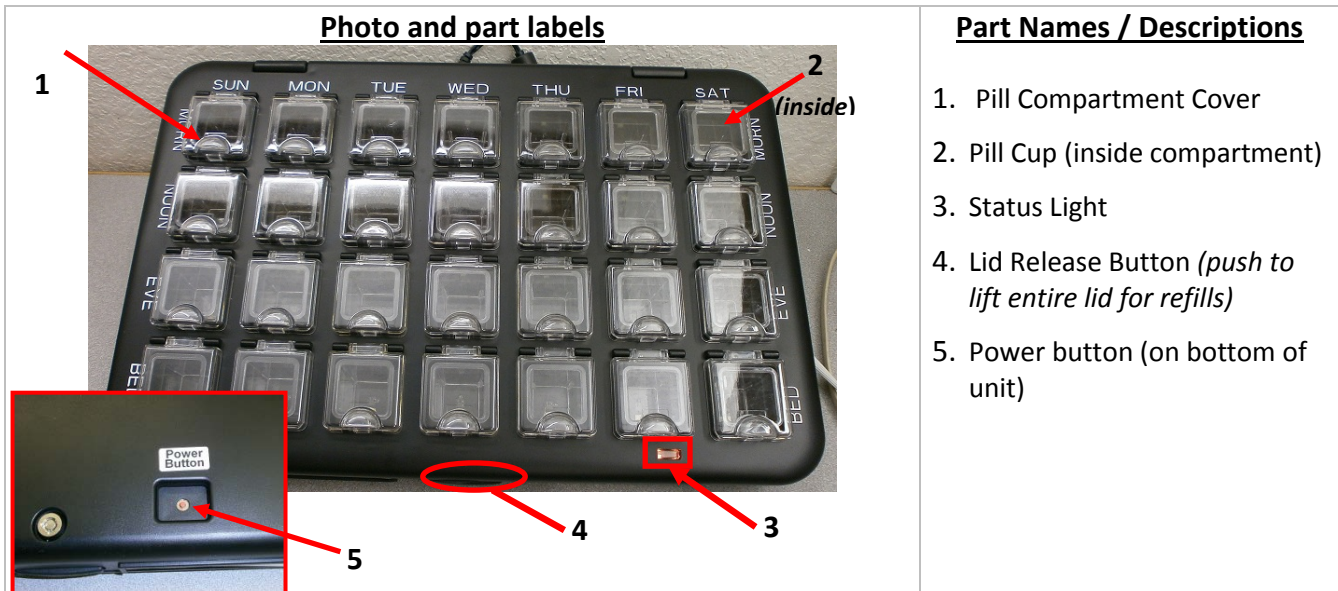 Photo and part labels
1
2
(inside)
SUN MON TUE WED THU FRI SAT
MORN
MORN
NOON
NOON
EVE
EVE
BED
BED
Power
Button
5
4
3
Part Names / Descriptions
1. Pill Compartment Cover
2. Pill Cup (inside compartment)
3. Status Light
4. Lid Release Button (push to
lift entire lid for refills)
5. Power button (on bottom of
unit)